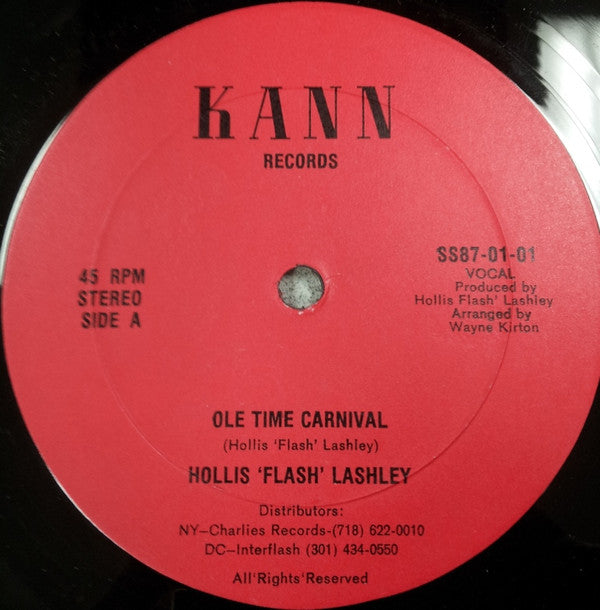 KANN
RECORDS
45 RPM
STEREO
SIDE A
SS87-01-01
VOCAL
Produced by
Hollis Flash' Lashley
Arranged by
Wayne Kirton
OLE TIME CARNIVAL
(Hollis 'Flash' Lashley)
HOLLIS 'FLASH' LASHLEY
Distributors:
NY—Charlies Records-(718) 622-0010
DC—Interflash (301) 434-0550
All'Rights'Reserved